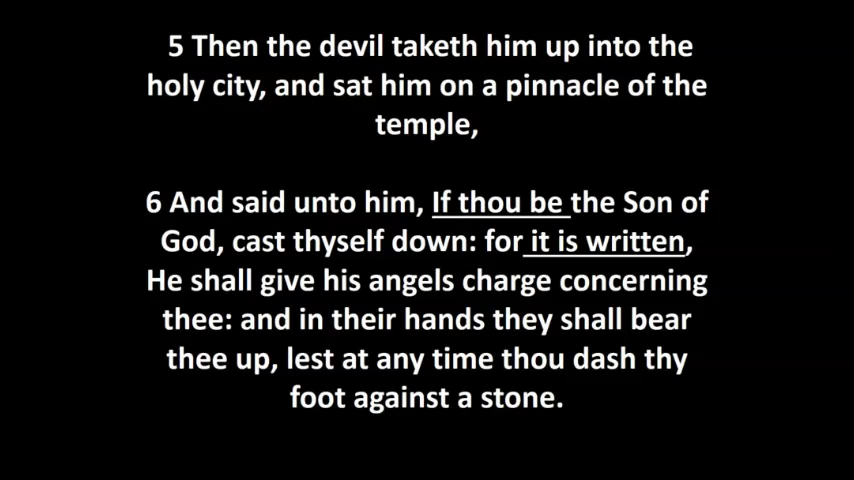 5 Then the devil taketh him up into the
holy city, and sat him on a pinnacle of the
temple,
6 And said unto him, If thou be the Son of
God, cast thyself down: for it is written,
He shall give his angels charge concerning
thee: and in their hands they shall bear
thee up, lest at any time thou dash thy
foot against a stone.